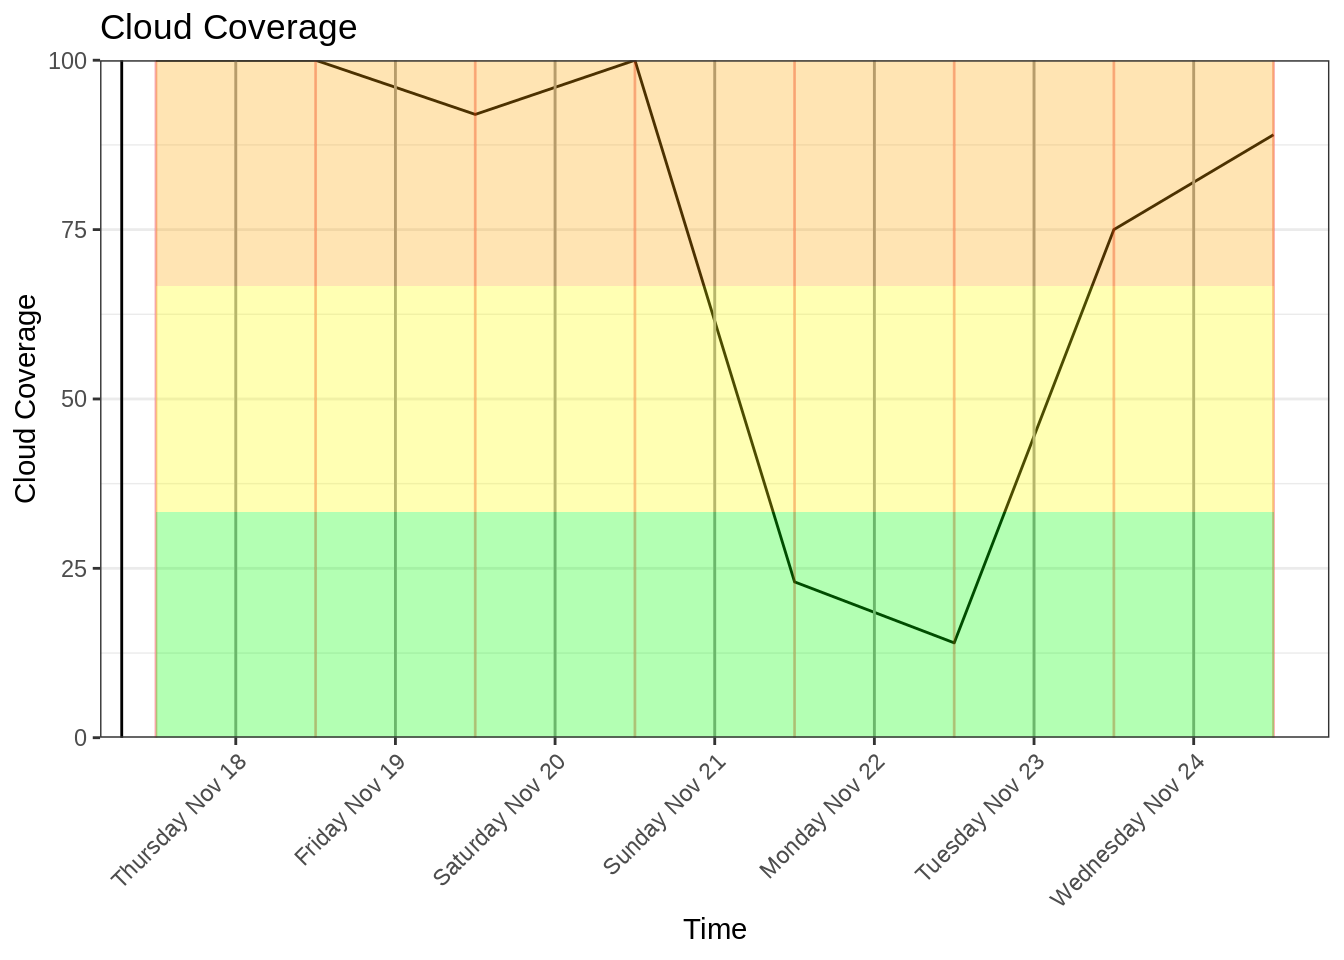 Cloud Coverage
100
75
50
25
0
Cloud Coverage
Thursday Nov 18
Friday Nov 19
Saturday Nov 20
Sunday Nov 21
Monday Nov 22
Tuesday Nov 23
Wednesday Nov 24
Time